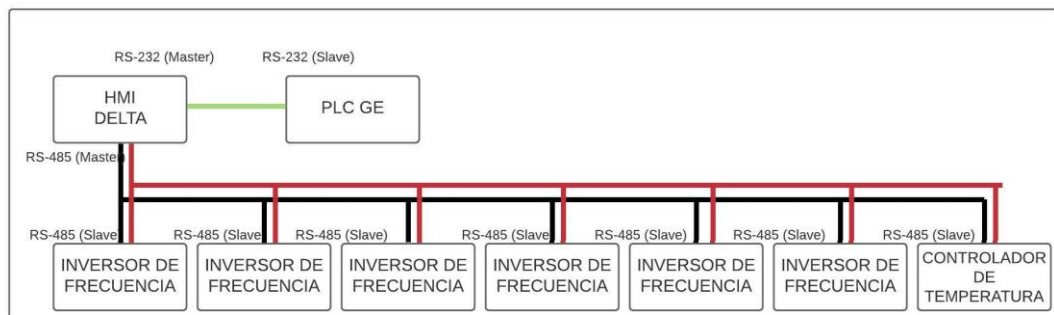 RS-232 (Master)
RS-232 (Slave)
HMI
DELTA
PLC GE
RS-485 (Master)
RS-485 (Slave)
RS-485 (Slave)
RS-485 (Slave)
RS-485 (Slave)
RS-485 (Slave)
RS-485 (Slave)
RS-485 (Slave)
INVERSOR DE
FRECUENCIA
INVERSOR DE
FRECUENCIA
INVERSOR DE
FRECUENCIA
INVERSOR DE
FRECUENCIA
INVERSOR DE
FRECUENCIA
INVERSOR DE
FRECUENCIA
CONTROLADOR
DE
TEMPERATURA